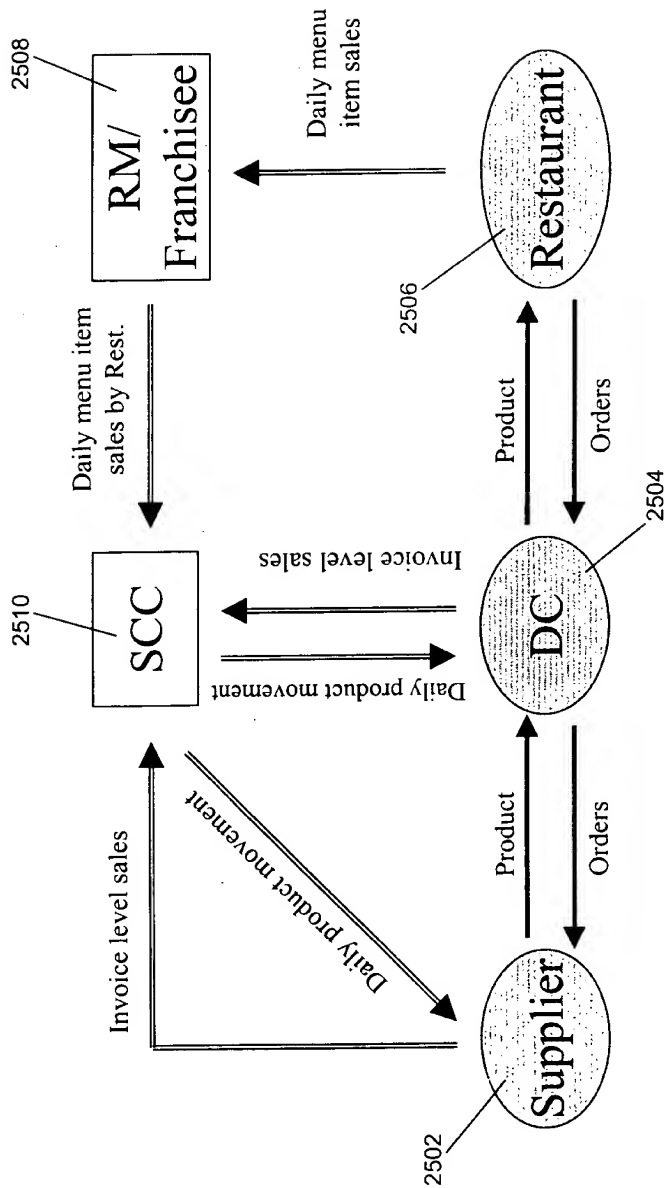 2510
SCC
Daily menu item
sales by Rest.
RM/
Franchisee
2508
Invoice level sales
Daily product movement
Daily product movement
Invoice level sales
Daily menu
item sales
2502
Supplier
Product
Orders
DC
2504
Product
Orders
2506
Restaurant